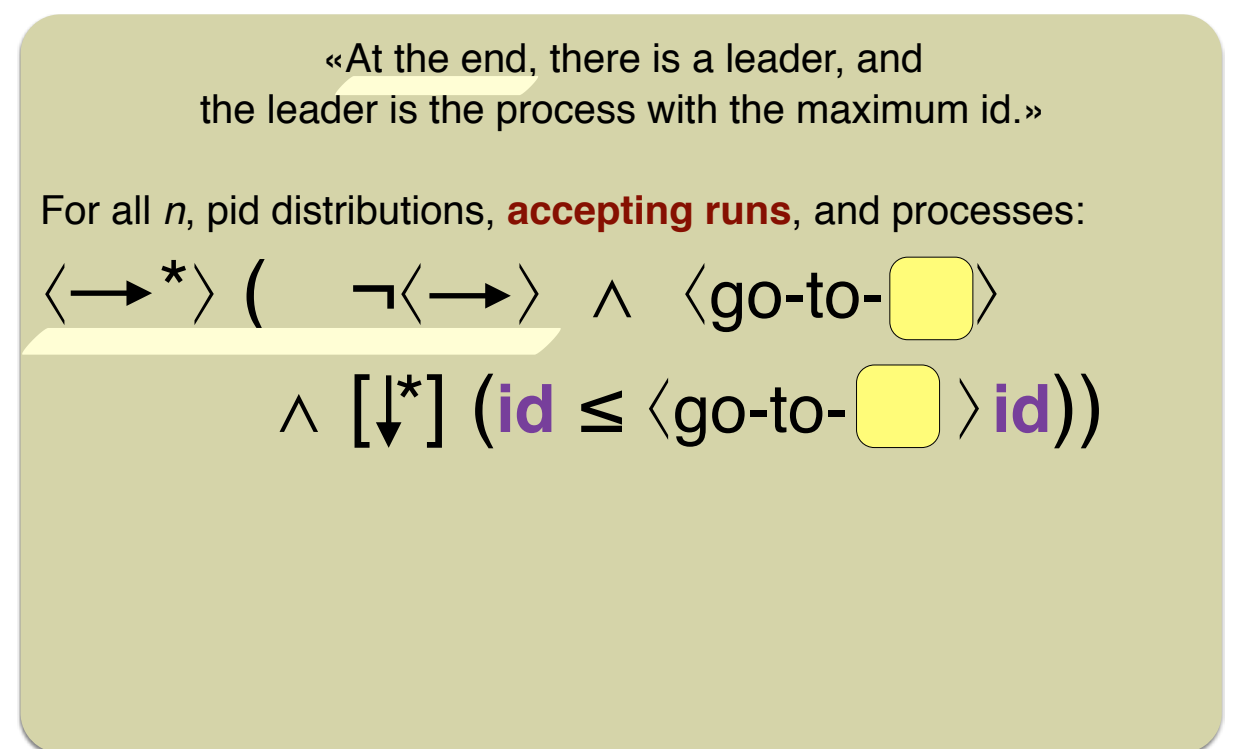 «At the end, there is a leader, and
the leader is the process with the maximum id.»
For all n, pid distributions, accepting runs, and processes:
⟨→*⟩ ( ¬⟨→⟩ ∧ ⟨go-to- ⟩
∧ [↓*] (id ≤ ⟨go-to- ⟩ id))